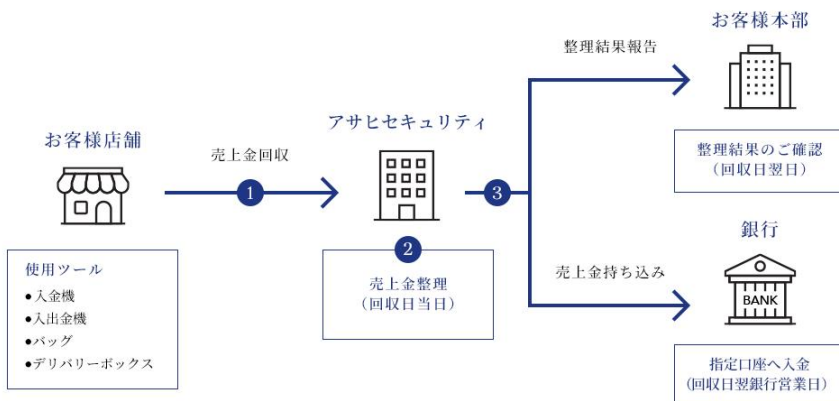 お客様店舗
使用ツール
●入金機
●入出金機
●バッグ
●デリバリーボックス
売上金回収
1
アサヒセキュリティ
2
売上金整理
(回収日当日)
3
整理結果報告
お客様本部
整理結果のご確認
(回収日翌日)
売上金持ち込み
銀行
BANK
指定口座へ入金
(回収日翌銀行営業日)